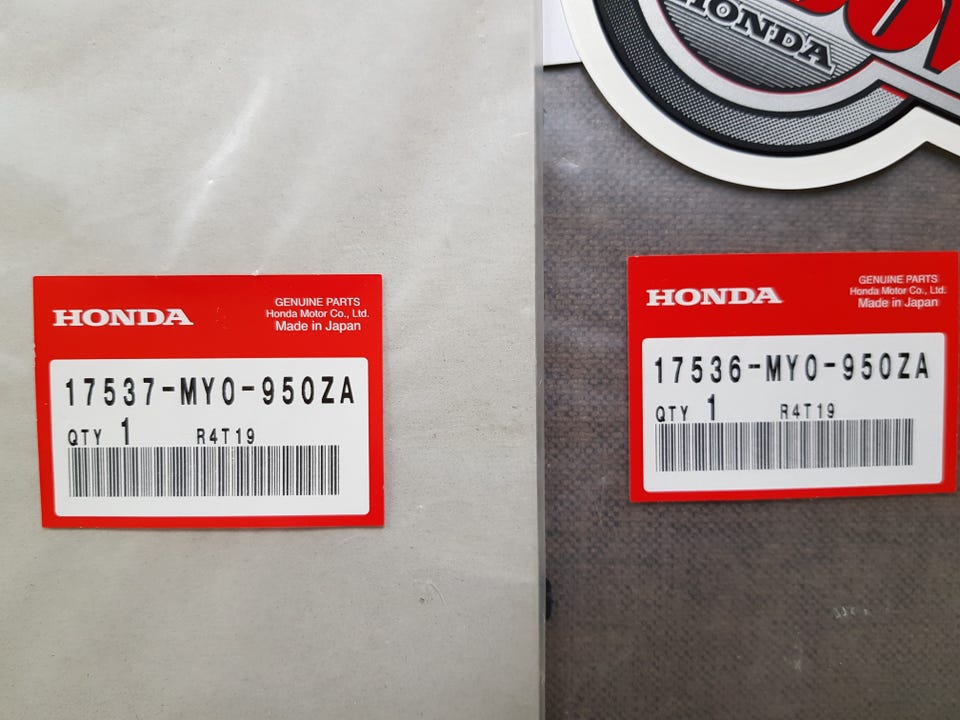 HONDA
HONDA
GENUINE PARTS
Honda Motor Co., Ltd.
Made in Japan
17537-MY0-950ZA
QTY 1 R4T19
HONDA
GENUINE PARTS
Honda Motor Co., Ltd.
Made in Japan
17536-MY0-950ZA
QTY 1 R4T19